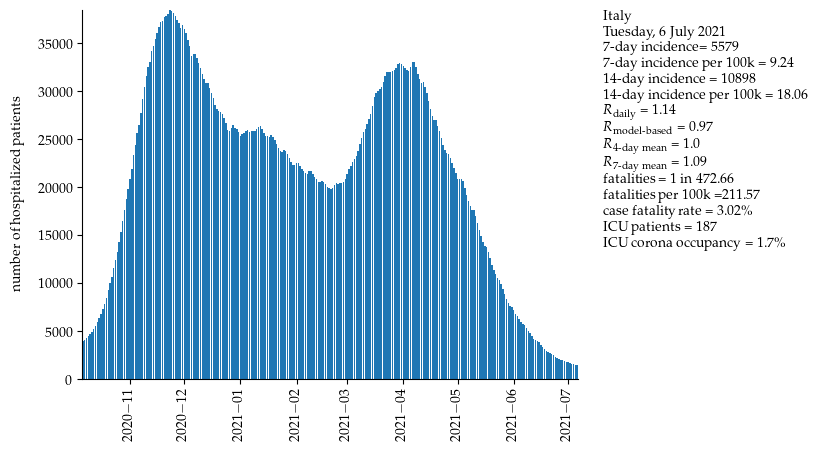 Italy
Tuesday, 6 July 2021
7-day incidence= 5579
7-day incidence per 100k = 9.24
14-day incidence = 10898
14-day incidence per 100k = 18.06
R daily = 1.14
R model-based = 0.97
R 4-day mean = 1.0
R 7-day mean = 1.09
fatalities = 1 in 472.66
fatalities per 100k =211.57
case fatality rate = 3.02%
ICU patients = 187
ICU corona occupancy = 1.7%
number of hospitalized patients
35000
30000
25000
20000
15000
10000
5000
0
2020−11
2020−12
2021−01
2021−02
2021−03
2021−04
2021−05
2021−06
2021−07